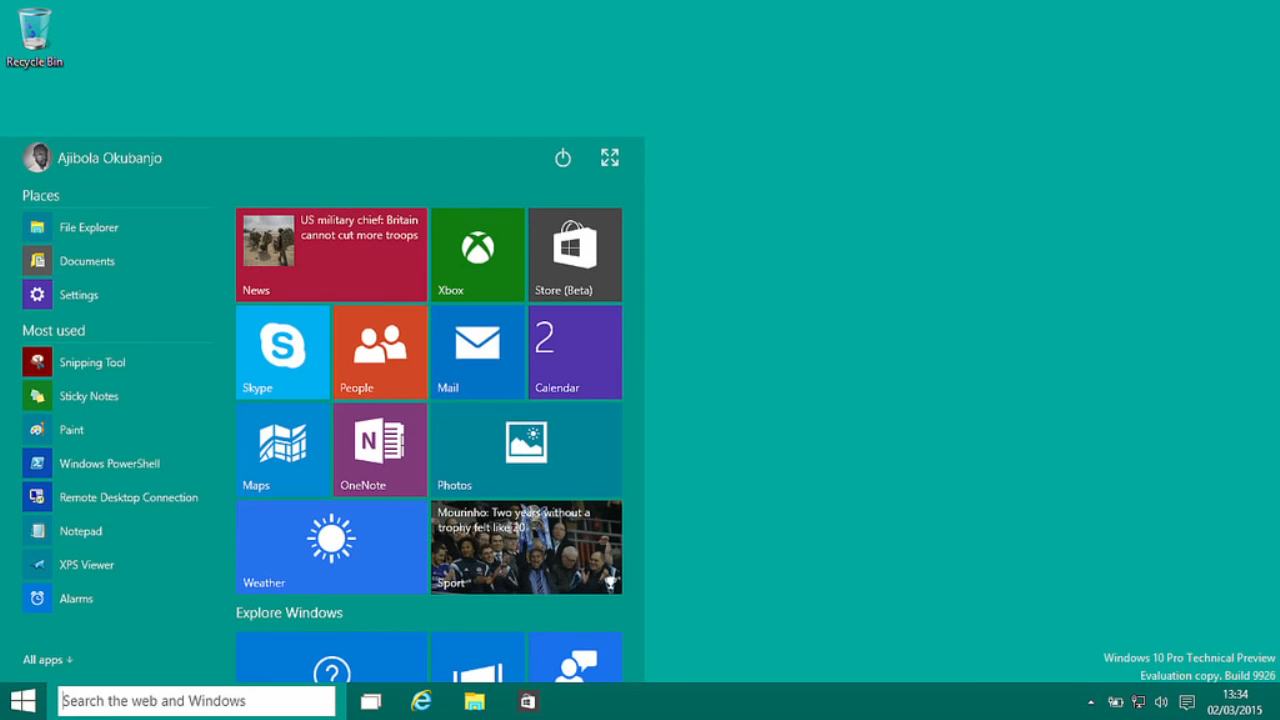 Recycle Bin
Ajibola Okubanjo
Places
File Explorer
Documents
Settings
Most used
Snipping Tool
Sticky Notes
Paint
Windows PowerShell
Remote Desktop Connection
Notepad
XPS Viewer
Alarms
All apps
US military chief: Britain
cannot cut more troops
News
Xbox
Store (Beta)
Skype
People
Mail
2
Calendar
Maps
OneNote
Photos
Weather
Mourinho: Two years without a
trophy felt like 20
Sport
Explore Windows
Windows 10 Pro Technical Preview
Evaluation copy. Build 9926
Search the web and Windows
13:34
02/03/2015